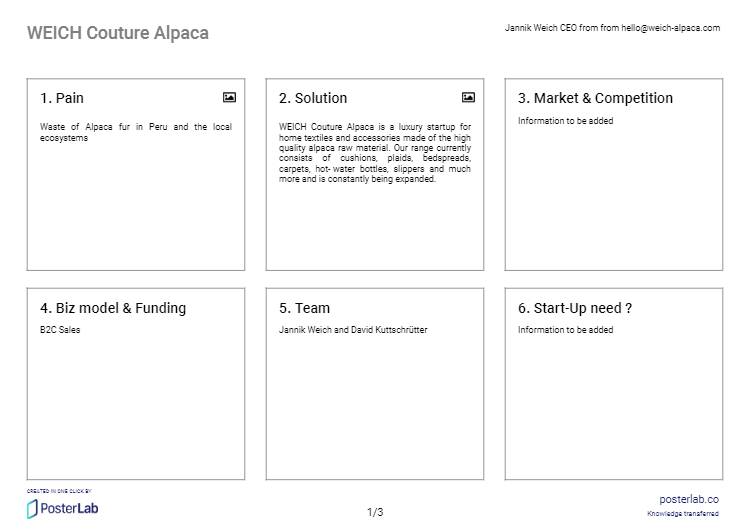 WEICH Couture Alpaca
Jannik Weich CEO from from hello@weich-alpaca.com
1. Pain
Waste of Alpaca fur in Peru and the local
ecosystems
2. Solution
WEICH Couture Alpaca is a luxury startup for
home textiles and accessories made of the high
quality alpaca raw material. Our range currently
consists of cushions, plaids, bedspreads,
carpets, hot- water bottles, slippers and much
more and is constantly being expanded.
3. Market & Competition
Information to be added
4. Biz model & Funding
B2C Sales
5. Team
Jannik Weich and David Kuttschrütter
6. Start-Up need ?
Information to be added
CREATED IN ONE CLICK BY
PosterLab
1/3
posterlab.co
Knowledge transferred